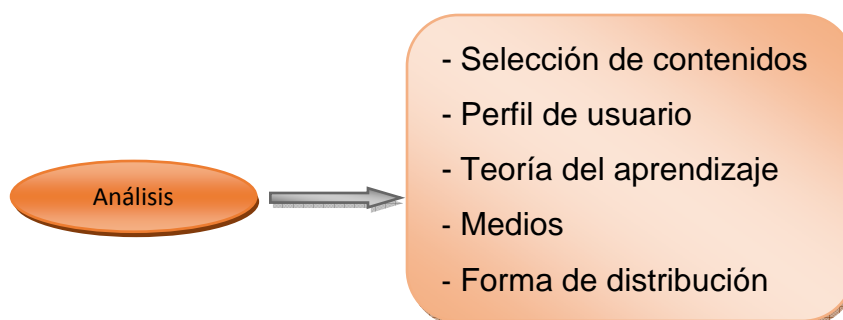 Análisis
- Selección de contenidos
- Perfil de usuario
- Teoría del aprendizaje
- Medios
- Forma de distribución